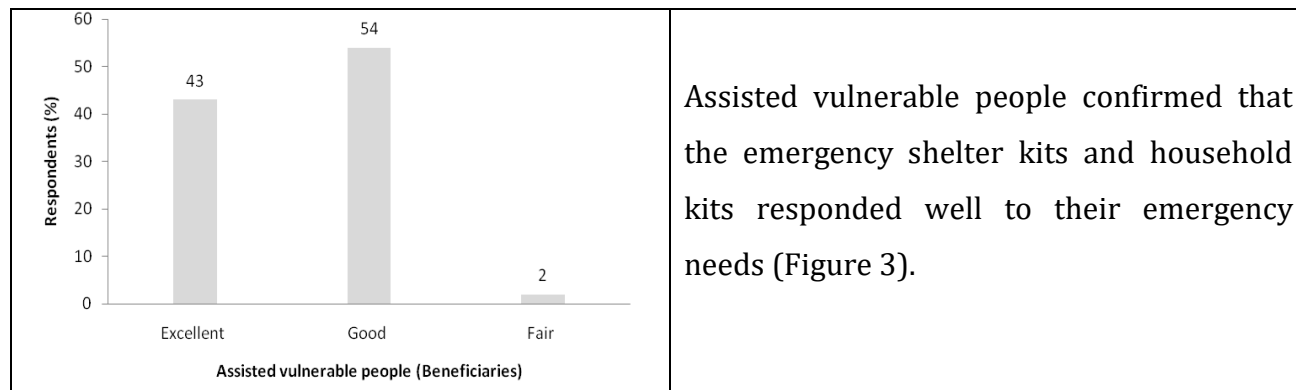 60
50
40
30
20
10
0
Respondents (%)
43
54
2
Excellent Good Fair
Assisted vulnerable people (Beneficiaries)
Assisted vulnerable people confirmed that
the emergency shelter kits and household
kits responded well to their emergency
needs (Figure 3).